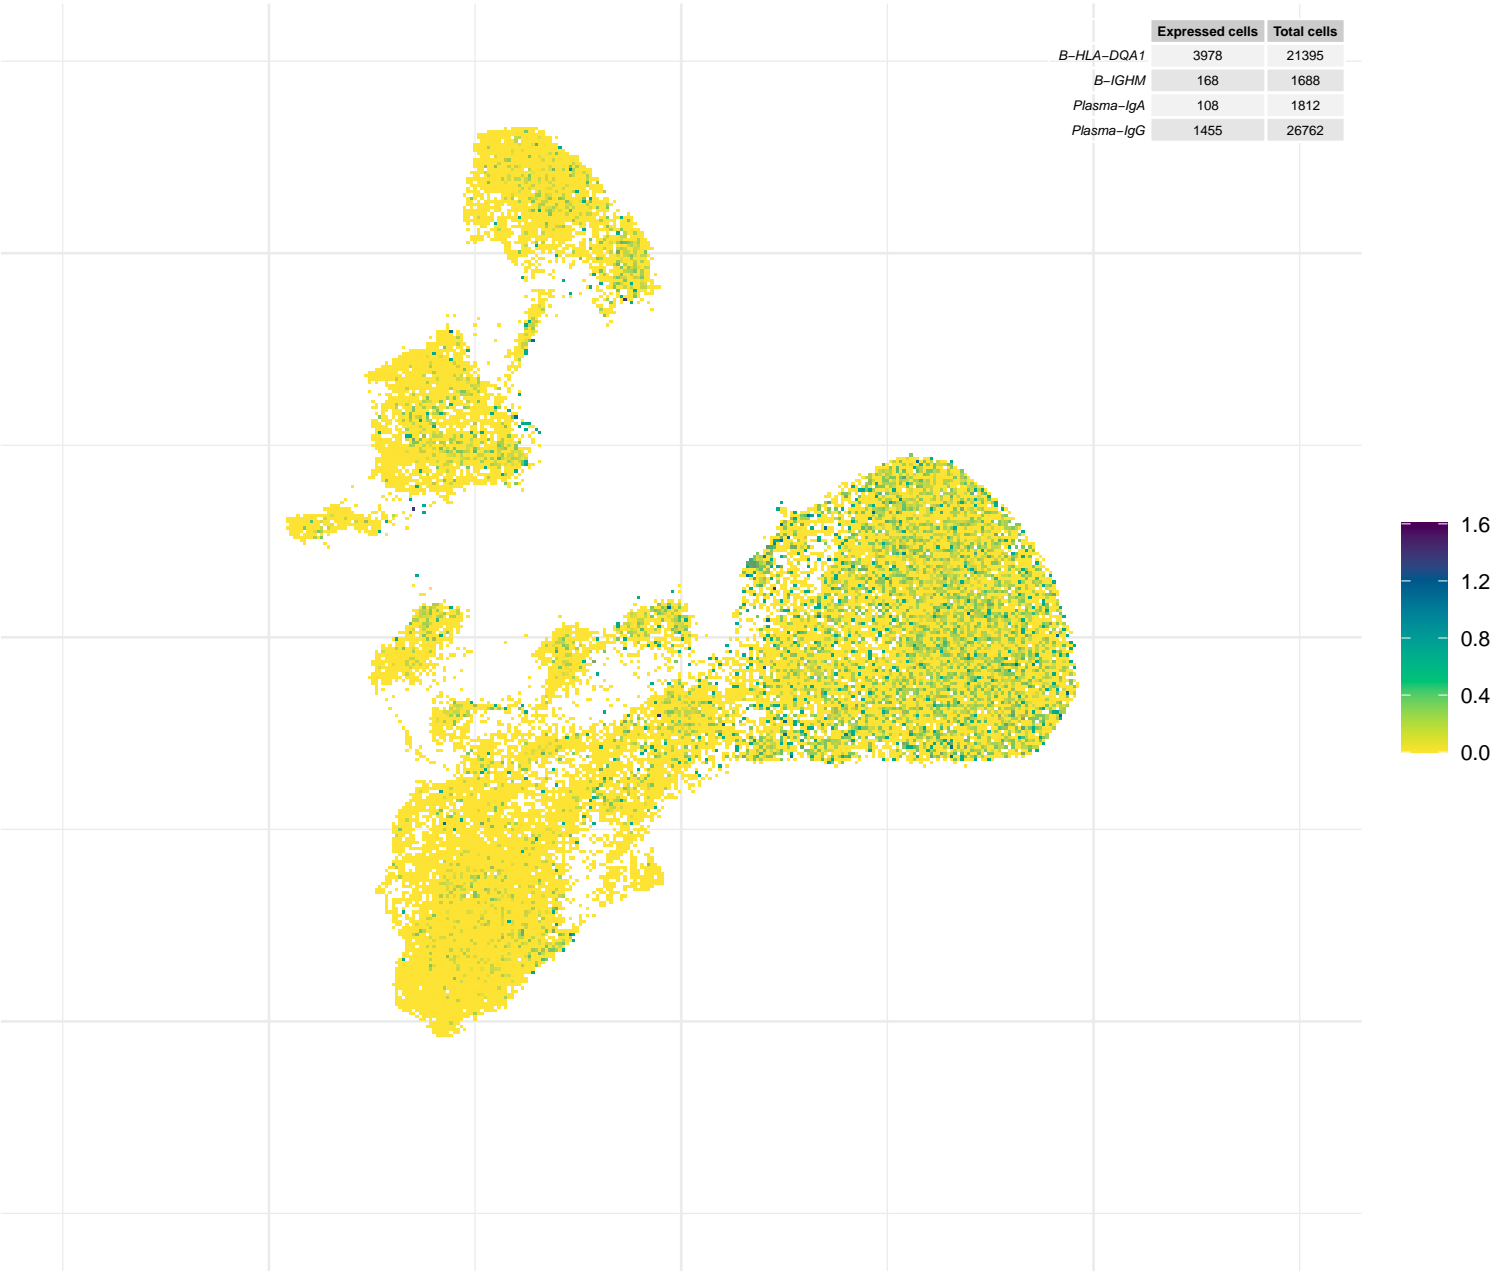 Expressed cells Total cells
B−HLA−DQA1 3978 21395
B−IGHM 168 1688
Plasma−IgA 108 1812
Plasma−IgG 1455 26762
1.6
1.2
0.8
0.4
0.0